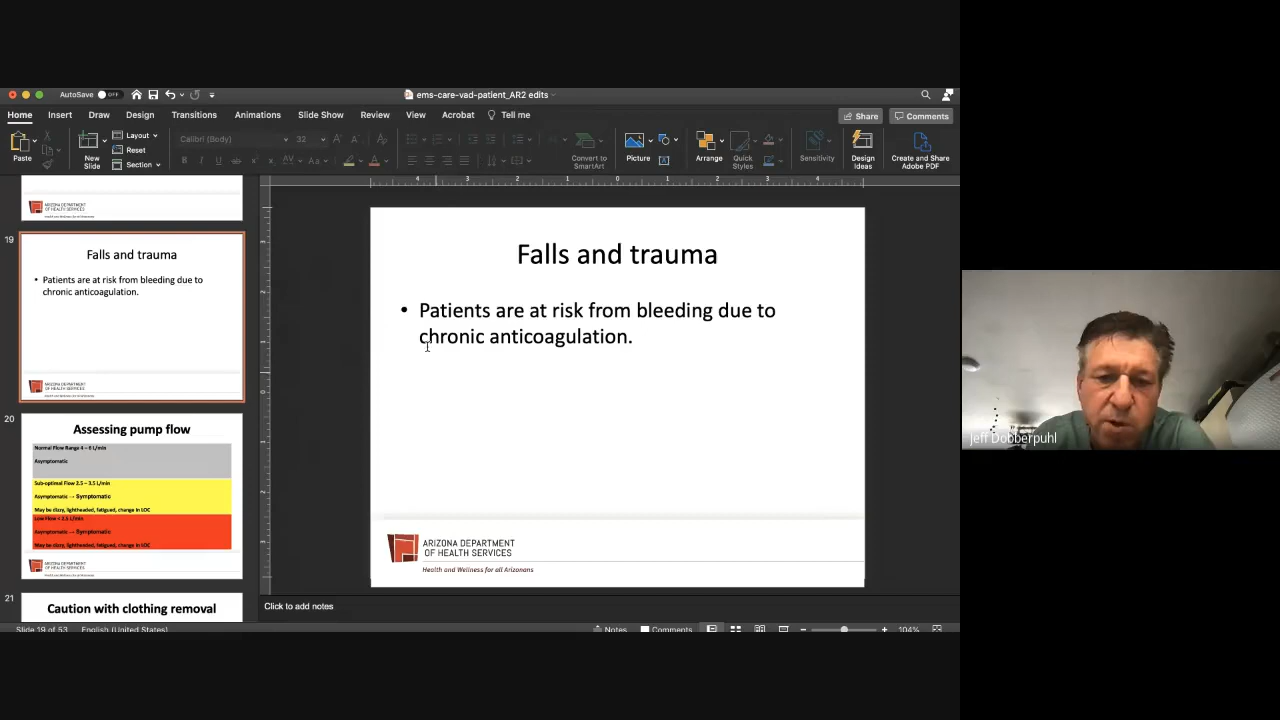 AutoSave OFF
ems-care-vad-patient_AR2 edits
Home Insert Draw Design Transitions Animations Slide Show Review View Acrobat Tell me
Share Comments
Paste
New
Slide
Layout
Reset
Section
Calibri (Body) 32
Convert to
SmartArt
Picture
Arrange
Quick
Styles
Sensitivity
Design
Ideas
Create and Share
Adobe PDF
ARIZONA DEPARTMENT
OF HEALTH SERVICES
19
Falls and trauma
• Patients are at risk from bleeding due to
chronic anticoagulation.
ARIZONA DEPARTMENT
OF HEALTH SERVICES
20
Assessing pump flow
Normal Flow Range 4 – 6 L/min
Asymptomatic
Sub-optimal Flow 2.5 – 3.5 L/min
Asymptomatic → Symptomatic
May be dizzy, lightheaded, fatigued, change in LOC
Low Flow < 2.5 L/min
Asymptomatic → Symptomatic
May be dizzy, lightheaded, fatigued, change in LOC
ARIZONA DEPARTMENT
OF HEALTH SERVICES
21
Caution with clothing removal
Falls and trauma
• Patients are at risk from bleeding due to
chronic anticoagulation.
ARIZONA DEPARTMENT
OF HEALTH SERVICES
Health and Wellness for all Arizonans
Click to add notes
Slide 19 of 53 English (United States) Notes Comments 104%
Jeff Dobberpuhl